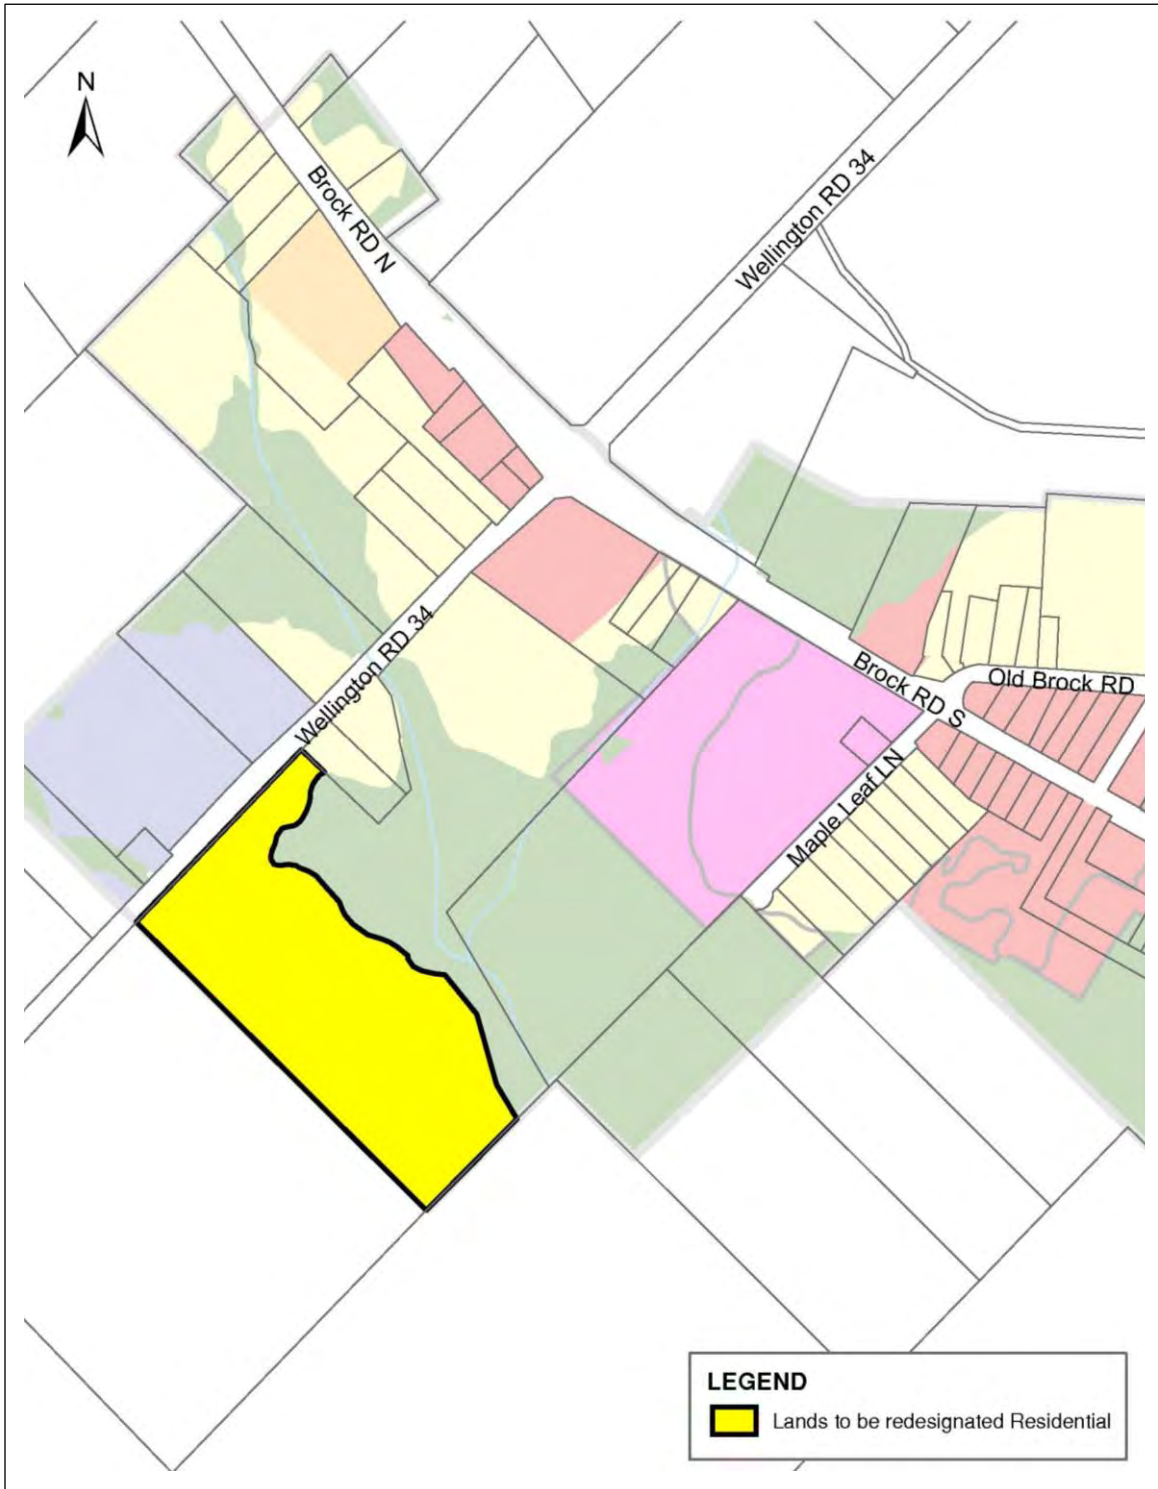 N
Brock RD N
Wellington RD 34
Wellington RD 34
Brock RD S
Old Brock RD
Maple Leaf LN
LEGEND
Lands to be redesignated Residential